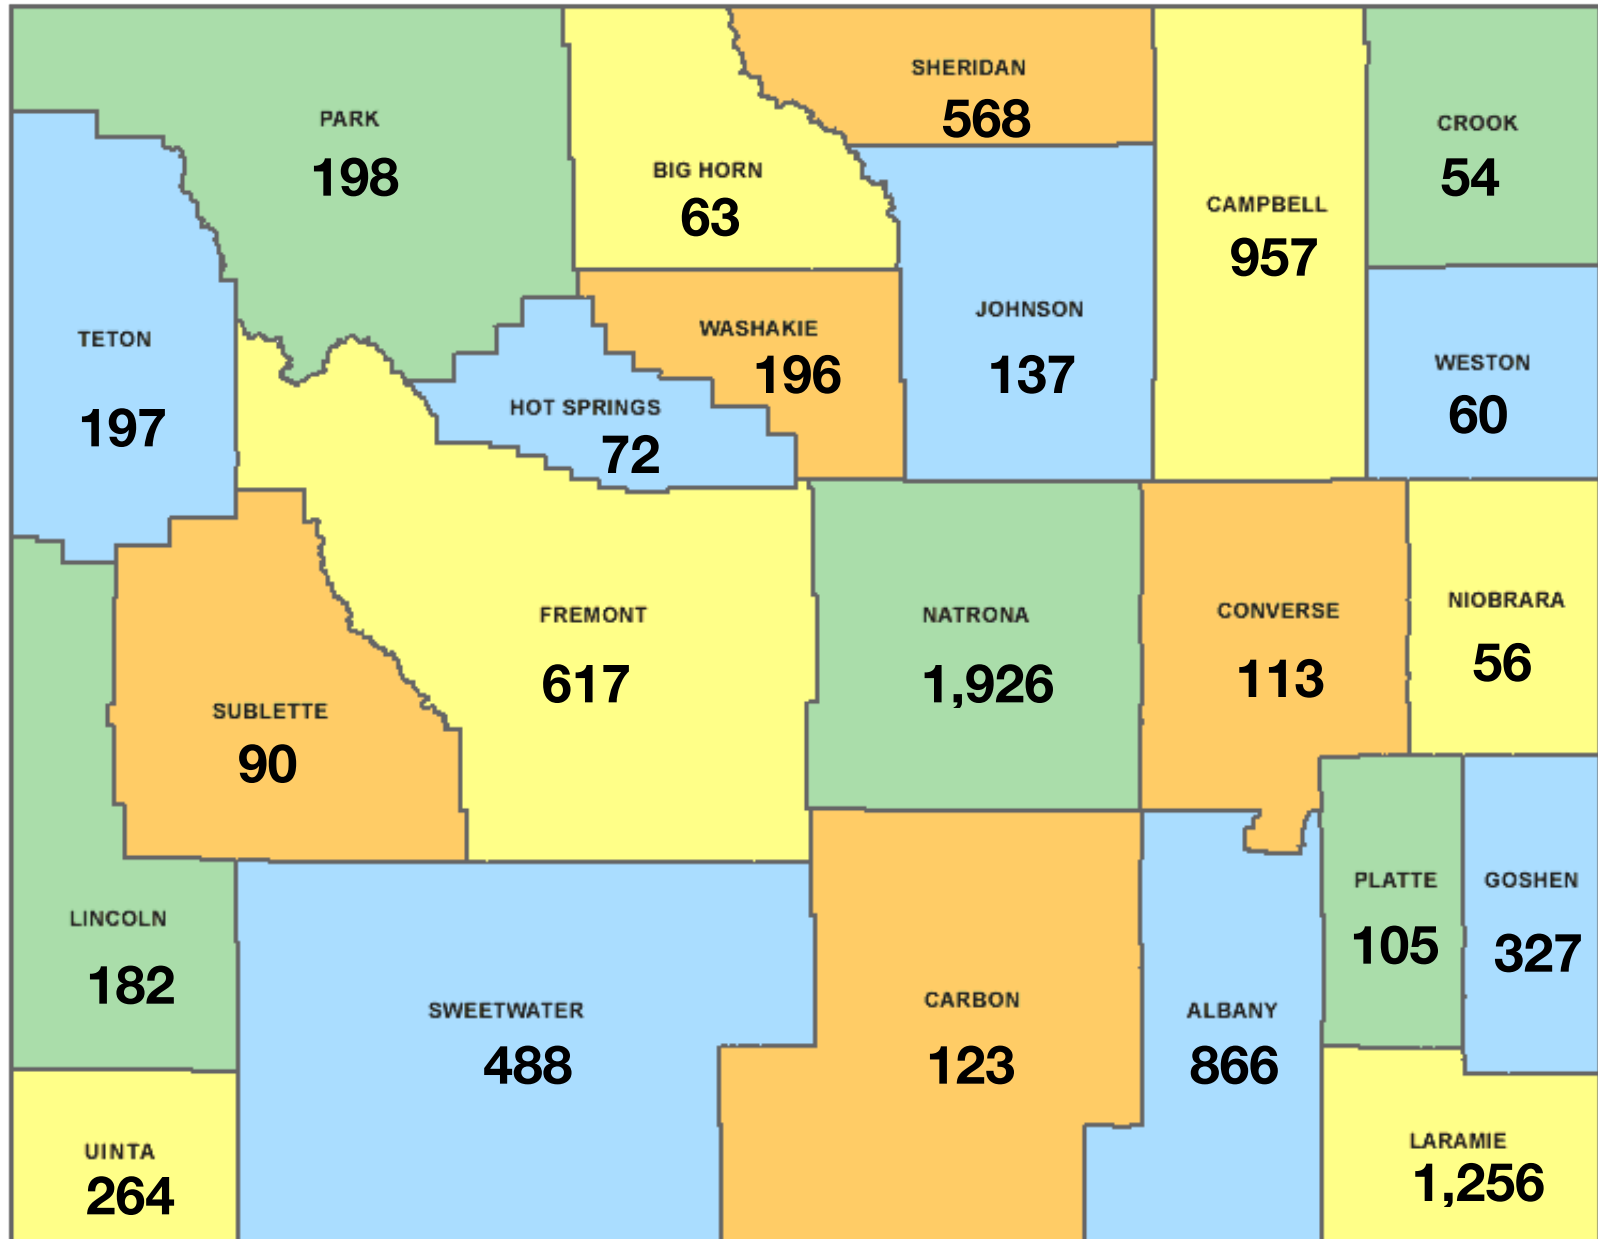 PARK
198
BIG HORN
63
SHERIDAN
568
CAMPBELL
957
CROOK
54
TETON
197
HOT SPRINGS
72
WASHAKIE
196
JOHNSON
137
WESTON
60
SUBLETTE
90
FREMONT
617
NATRONA
1,926
CONVERSE
113
NIOBRARA
56
LINCOLN
182
SWEETWATER
488
CARBON
123
ALBANY
866
PLATTE
105
GOSHEN
327
UINTA
264
LARAMIE
1,256